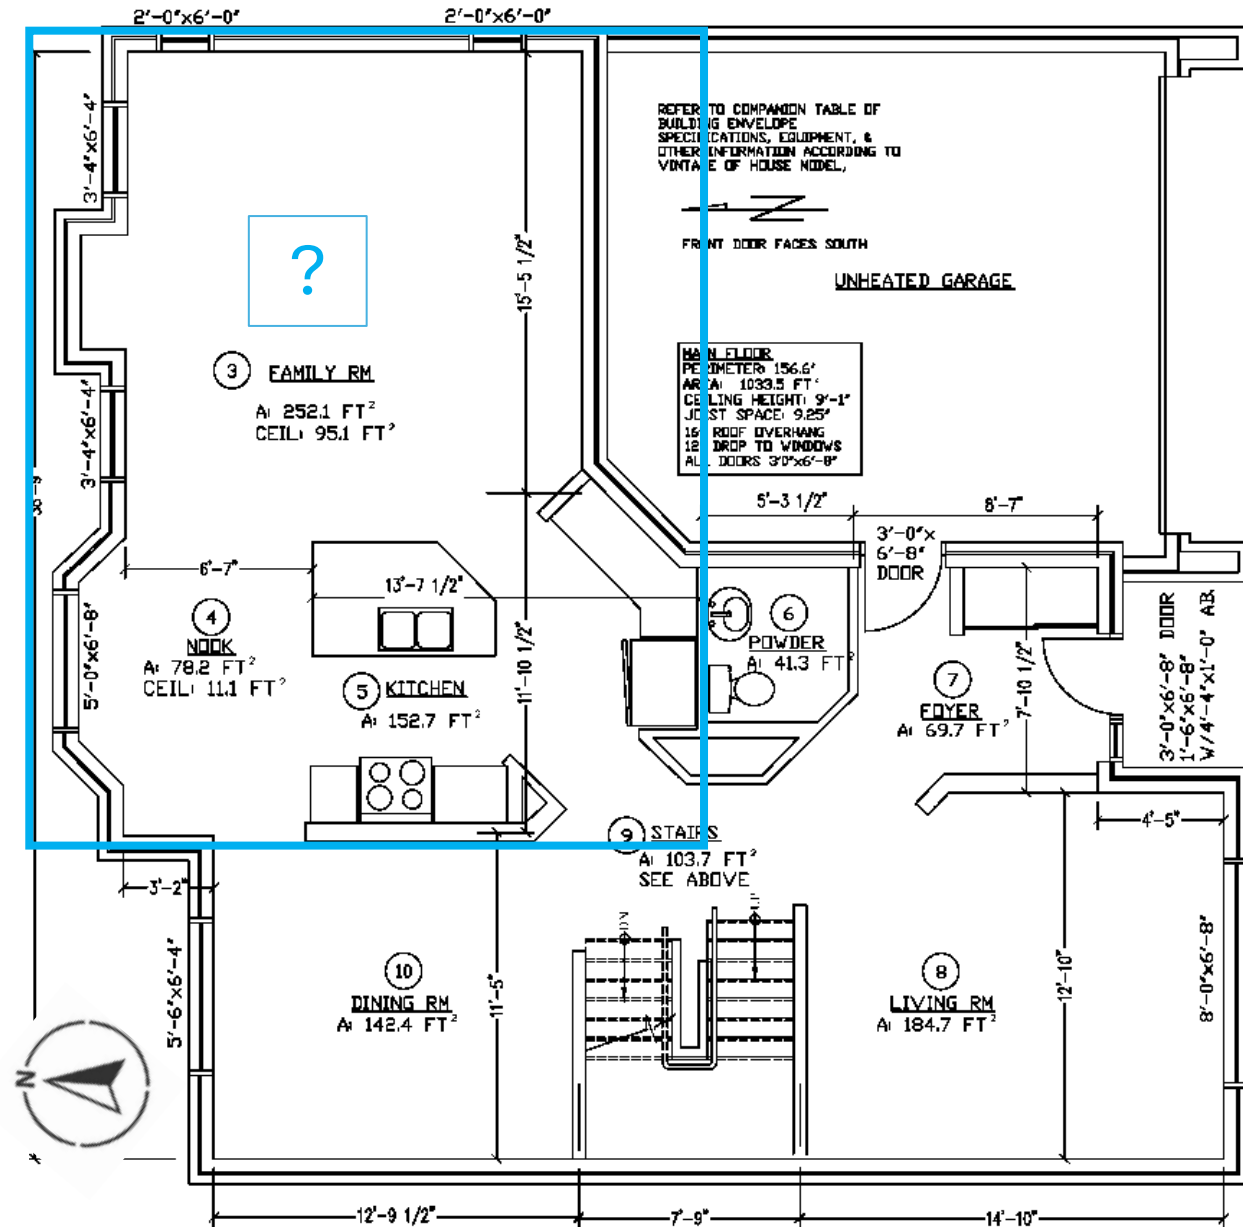 2'-0"x6'-0"
2'-0"x6'-0"
3'-4"x6'-4"
REFER TO COMPANION TABLE OF
BUILDING ENVELOPE
SPECIFICATIONS, EQUIPMENT, &
OTHER INFORMATION ACCORDING TO
VINTAGE OF HOUSE MODEL,
FRONT DOOR FACES SOUTH
UNHEATED GARAGE
?
15'-5 1/2"
3 FAMILY RM
A: 252.1 FT²
CEIL: 95.1 FT²
MAIN FLOOR
PERIMETER: 156.6'
AREA: 1033.5 FT²
CEILING HEIGHT: 9'-1"
JOIST SPACE: 9.25"
16" ROOF OVERHANG
12" DROP TO WINDOWS
ALL DOORS 3'0"x6'-8"
3'-4"x6'-4"
5'-3 1/2"
8'-7"
3'-0"x
6'-8"
DOOR
6'-7"
13'-7 1/2"
4
NOOK
A: 78.2 FT²
CEIL: 11.1 FT²
5'-0"x6'-8"
5 KITCHEN
A: 152.7 FT²
11'-10 1/2"
6
POWDER
A: 41.3 FT²
7
FOYER
A: 69.7 FT²
7'-10 1/2"
3'-0"x6'-8" DOOR
1'-6"x6'-8"
W/4'-4"x1'-0" AB.
4'-5"
9 STAIRS
A: 103.7 FT²
SEE ABOVE
3'-2"
DN
UP
5'-6"x6'-4"
10
DINING RM
A: 142.4 FT²
11'-5"
8
LIVING RM
A: 184.7 FT²
12'-10"
8'-0"x6'-8"
N
12'-9 1/2"
7'-9"
14'-10"